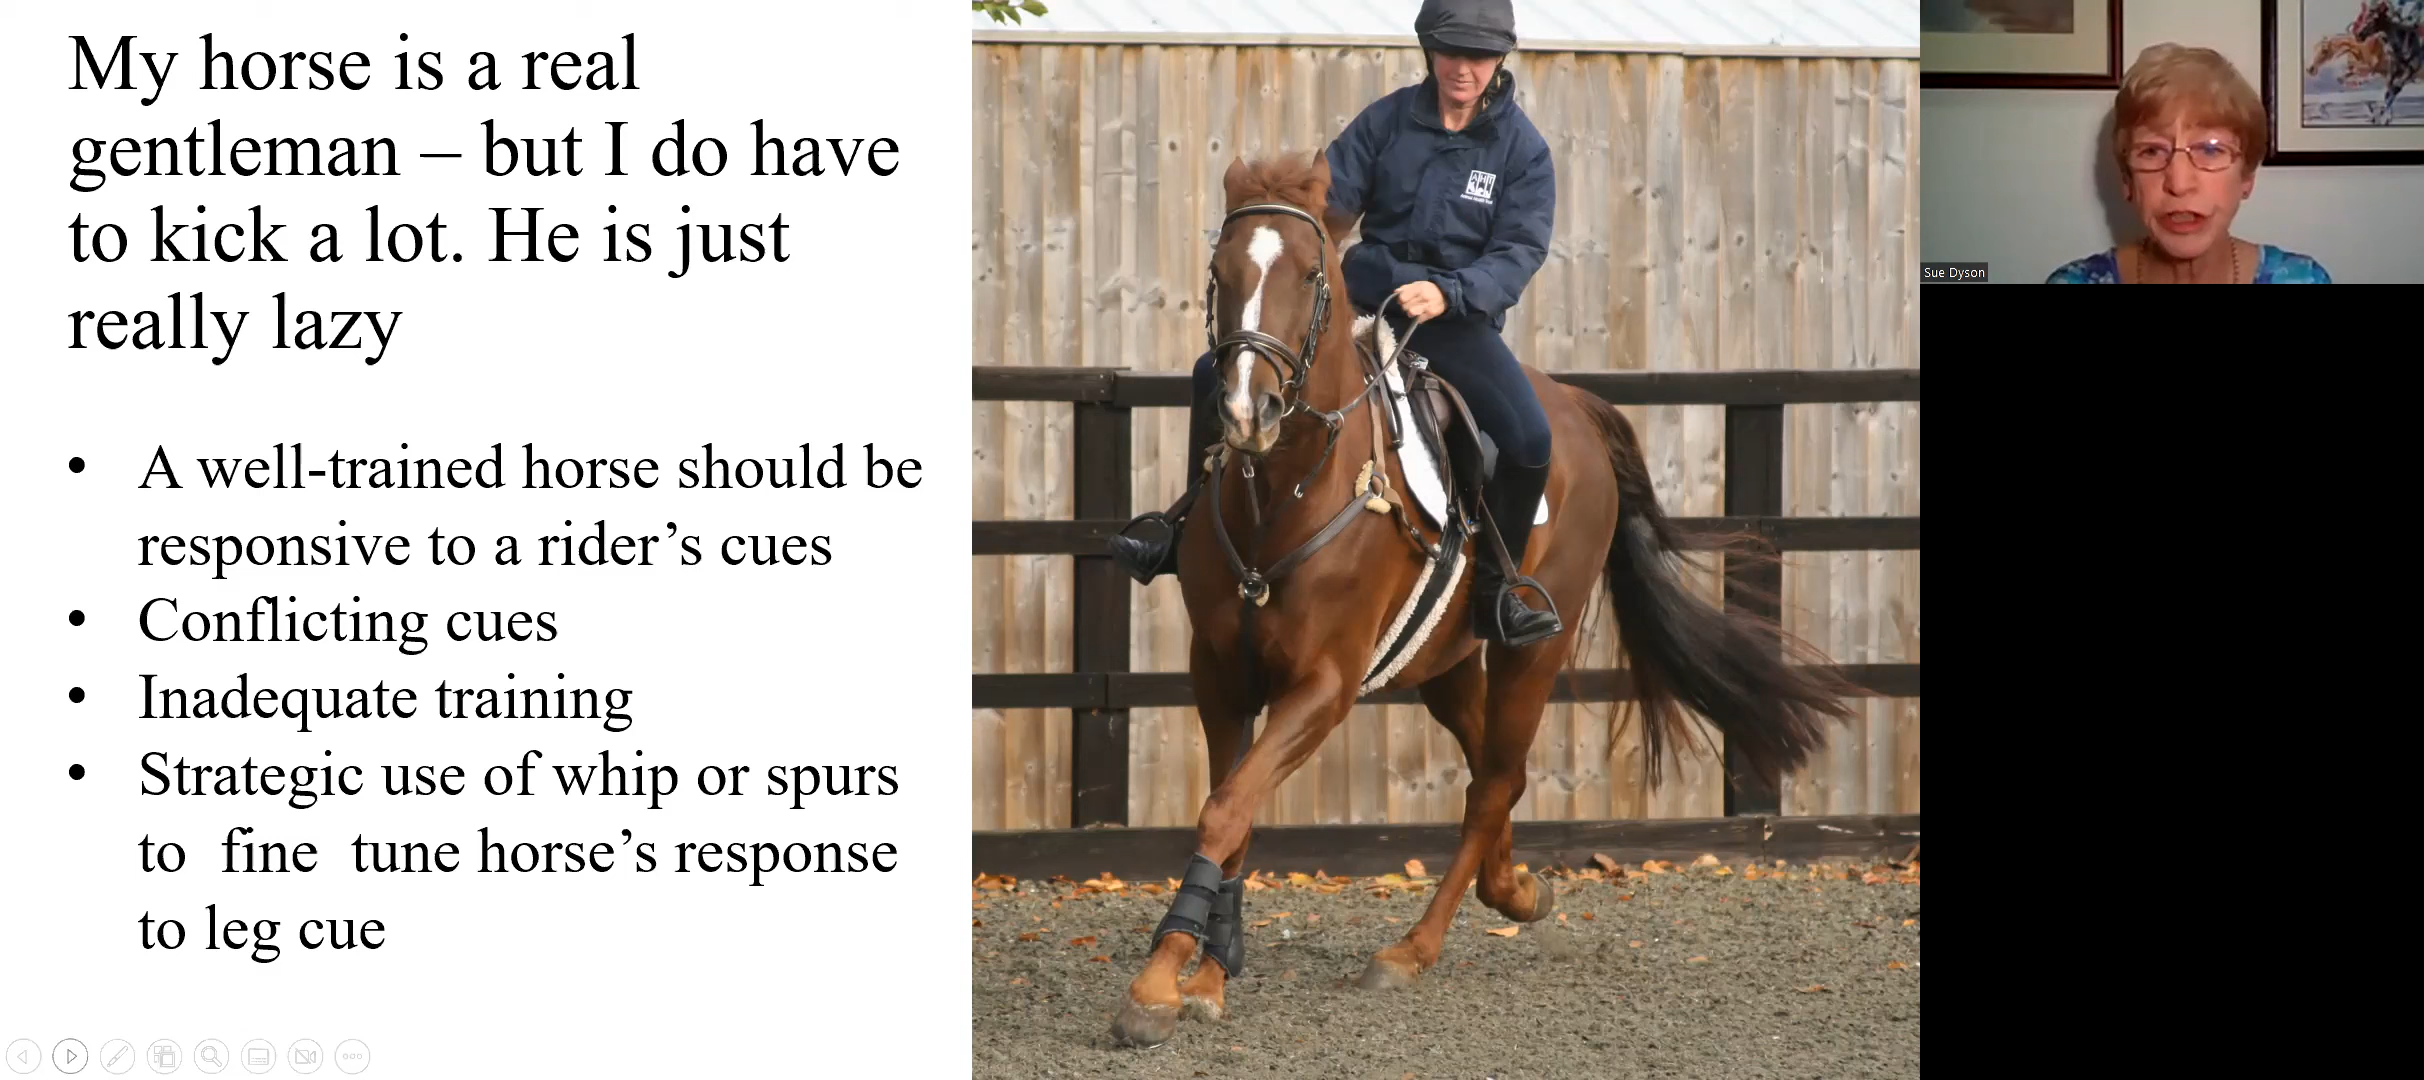 My horse is a real
gentleman – but I do have
to kick a lot. He is just
really lazy
• A well-trained horse should be
responsive to a rider’s cues
• Conflicting cues
• Inadequate training
• Strategic use of whip or spurs
to fine tune horse’s response
to leg cue
AHT
Sue Dyson